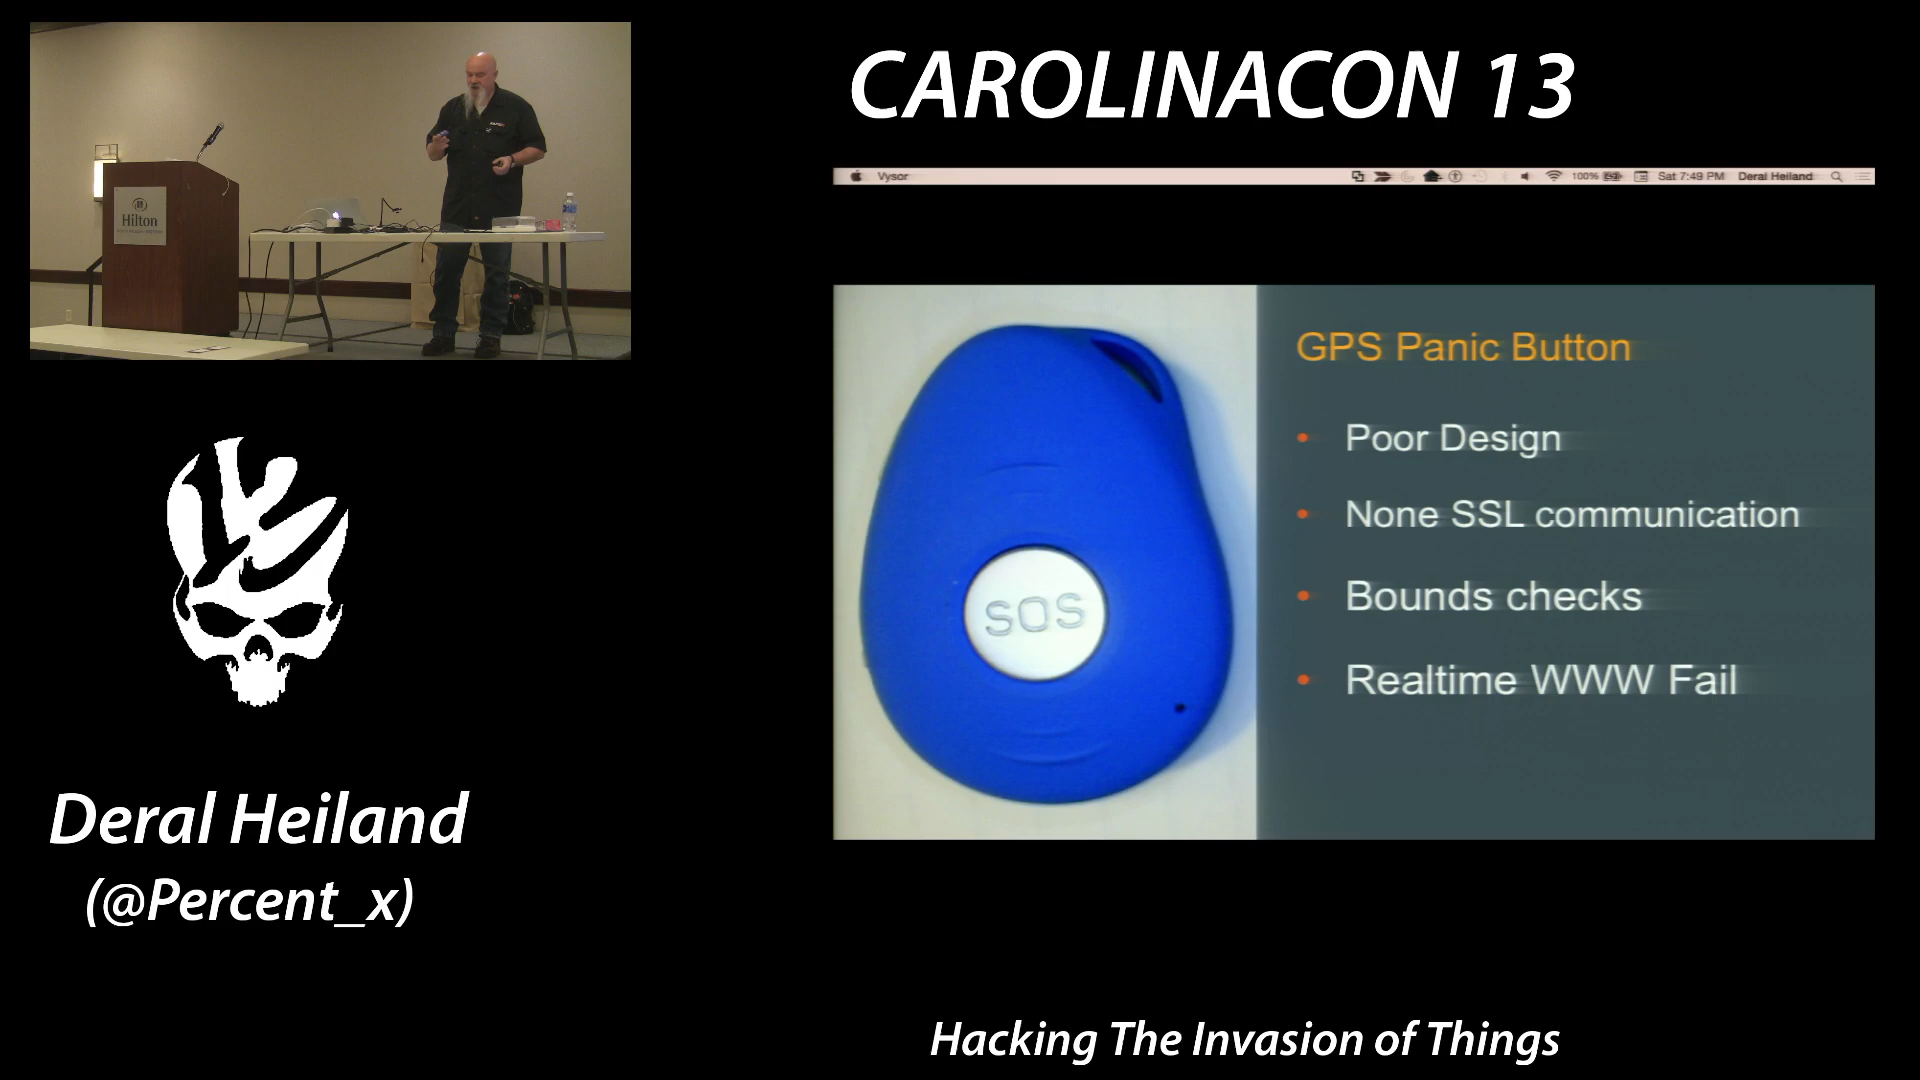 CAROLINACON 13
Hilton
Vysor
100%
Sat 7:49 PM Deral Heiland
GPS Panic Button
• Poor Design
• None SSL communication
• Bounds checks
• Realtime WWW Fail
SOS
Deral Heiland
(@Percent_x)
Hacking The Invasion of Things